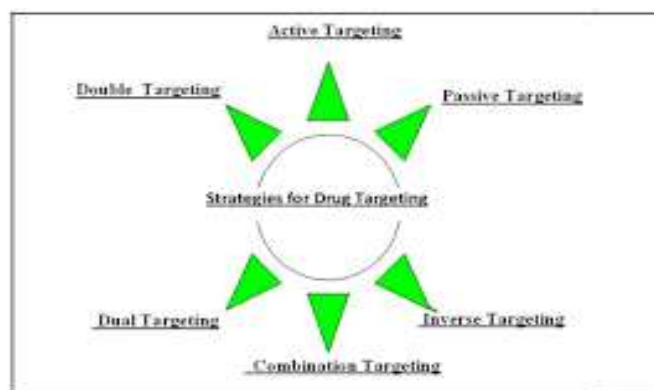 Active Targeting
Double Targeting
Passive Targeting
Strategies for Drug Targeting
Dual Targeting
Inverse Targeting
Combination Targeting